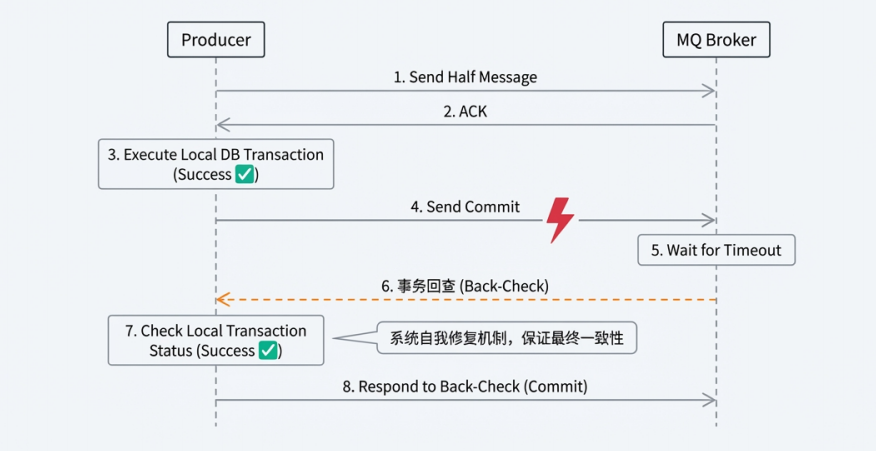 Producer
MQ Broker
1. Send Half Message
2. ACK
3. Execute Local DB Transaction
(Success ✅)
4. Send Commit
5. Wait for Timeout
6. 事务回查 (Back-Check)
7. Check Local Transaction
Status (Success ✅)
系统自我修复机制，保证最终一致性
8. Respond to Back-Check (Commit)